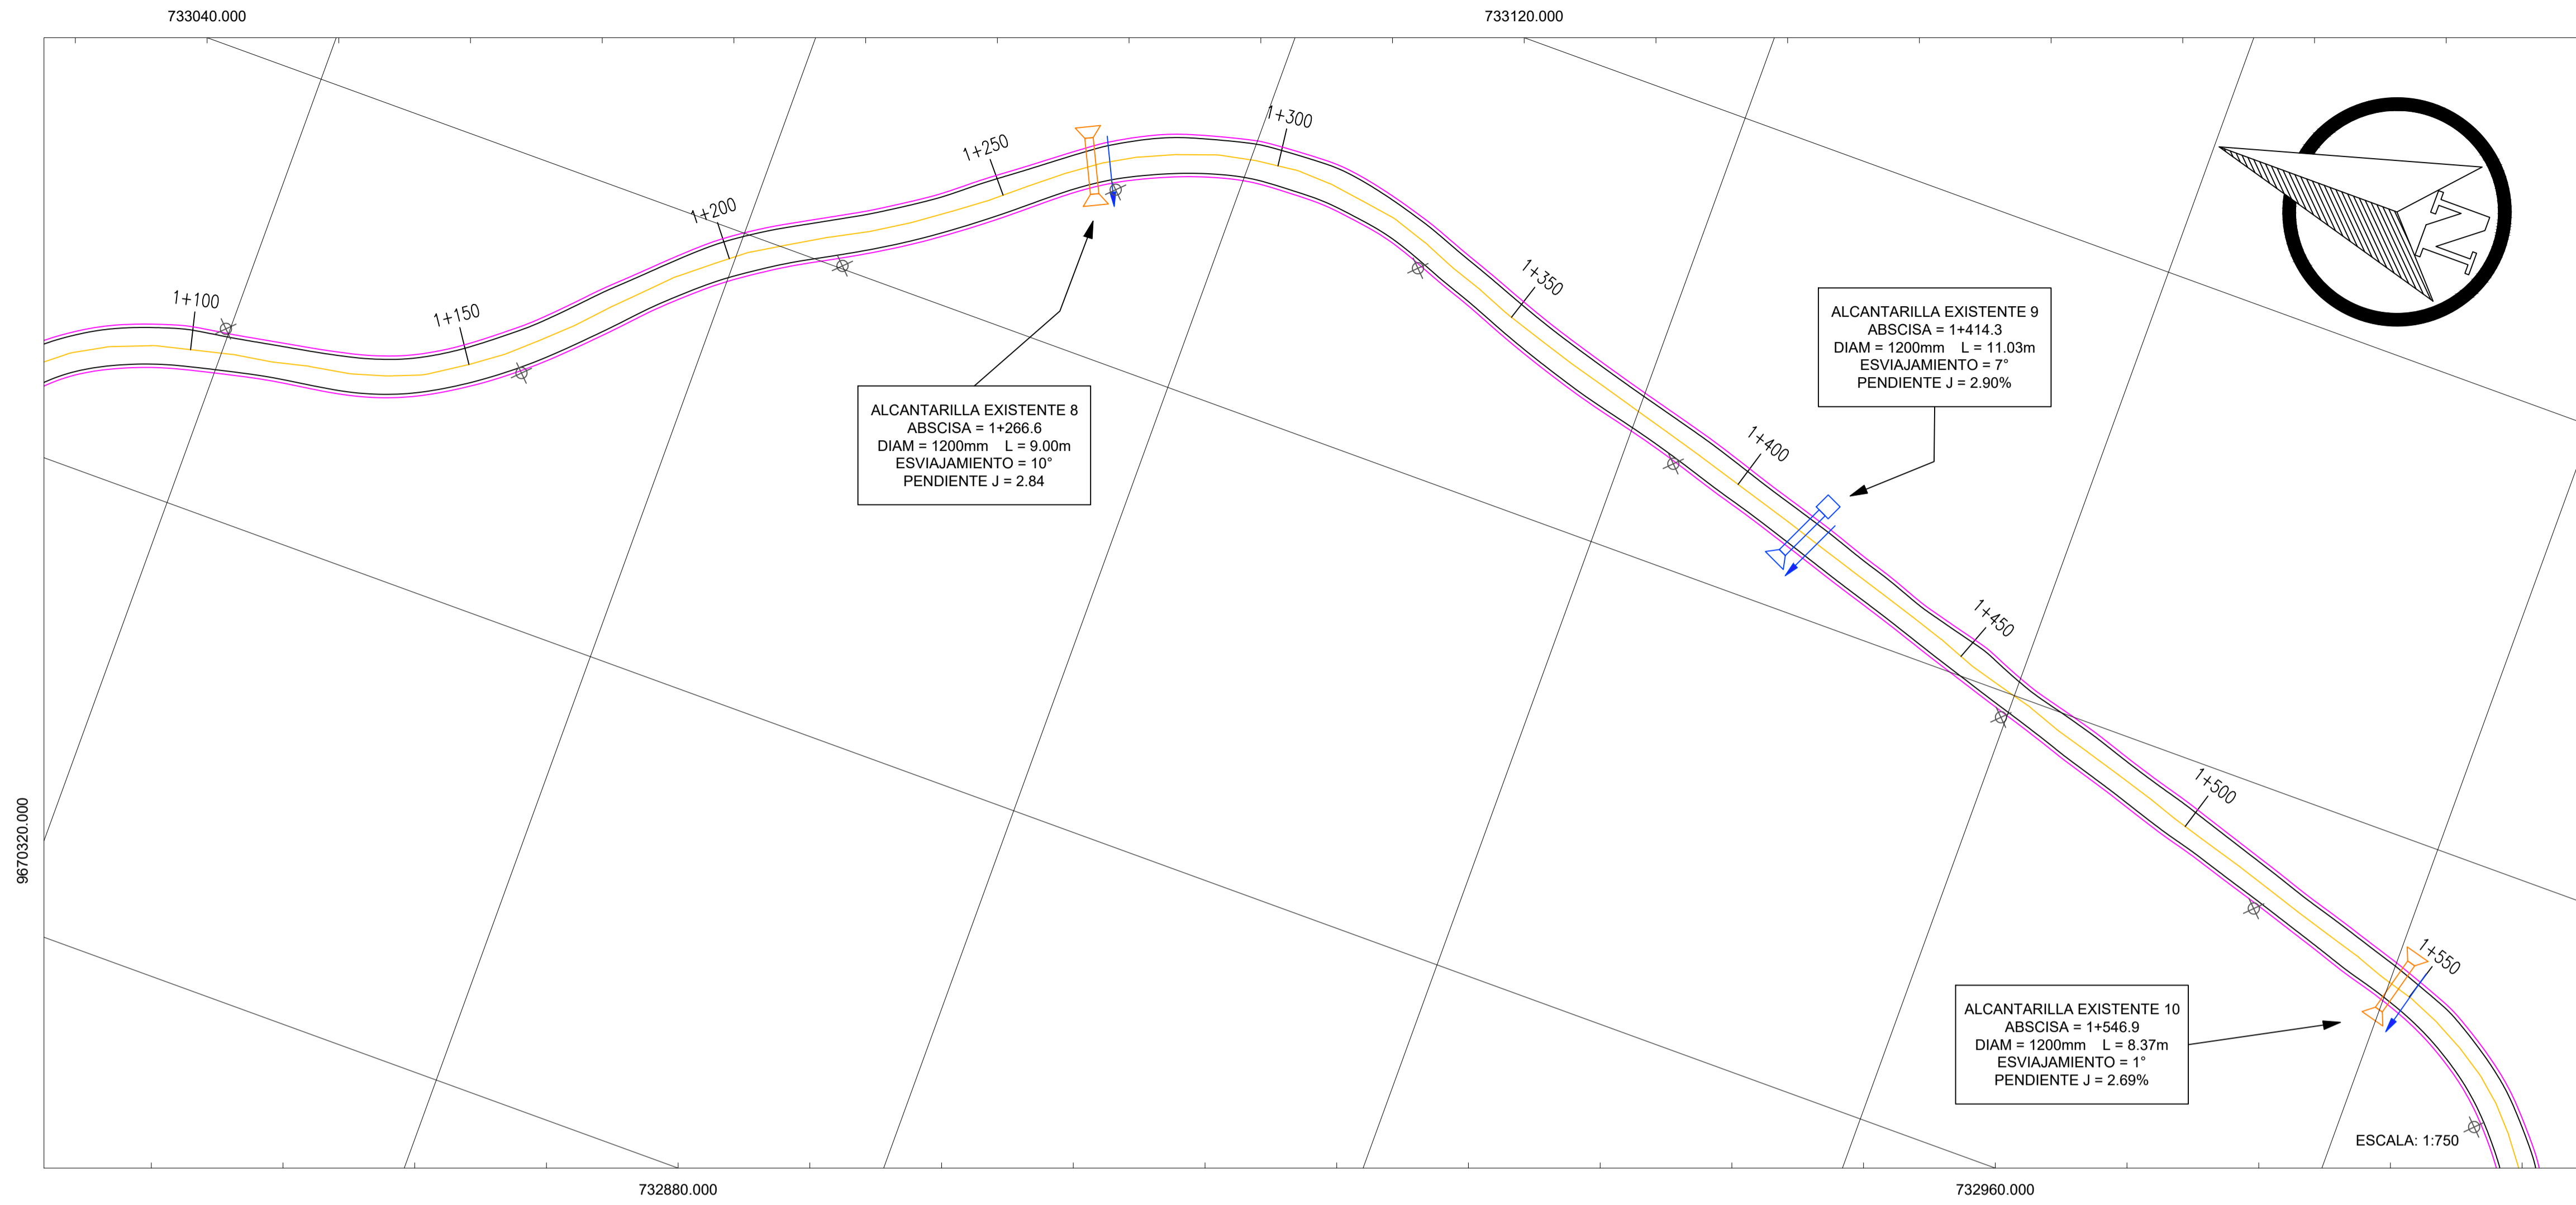 733040.000
733120.000
1+100
1+150
1+200
1+250
1+300
1+350
1+400
1+450
1+500
1+550
N
ALCANTARILLA EXISTENTE 8
ABSCISA = 1+266.6
DIAM = 1200mm L = 9.00m
ESVIAJAMIENTO = 10°
PENDIENTE J = 2.84
ALCANTARILLA EXISTENTE 9
ABSCISA = 1+414.3
DIAM = 1200mm L = 11.03m
ESVIAJAMIENTO = 7°
PENDIENTE J = 2.90%
ALCANTARILLA EXISTENTE 10
ABSCISA = 1+546.9
DIAM = 1200mm L = 8.37m
ESVIAJAMIENTO = 1°
PENDIENTE J = 2.69%
ESCALA: 1:750
9670320.000
732880.000
732960.000